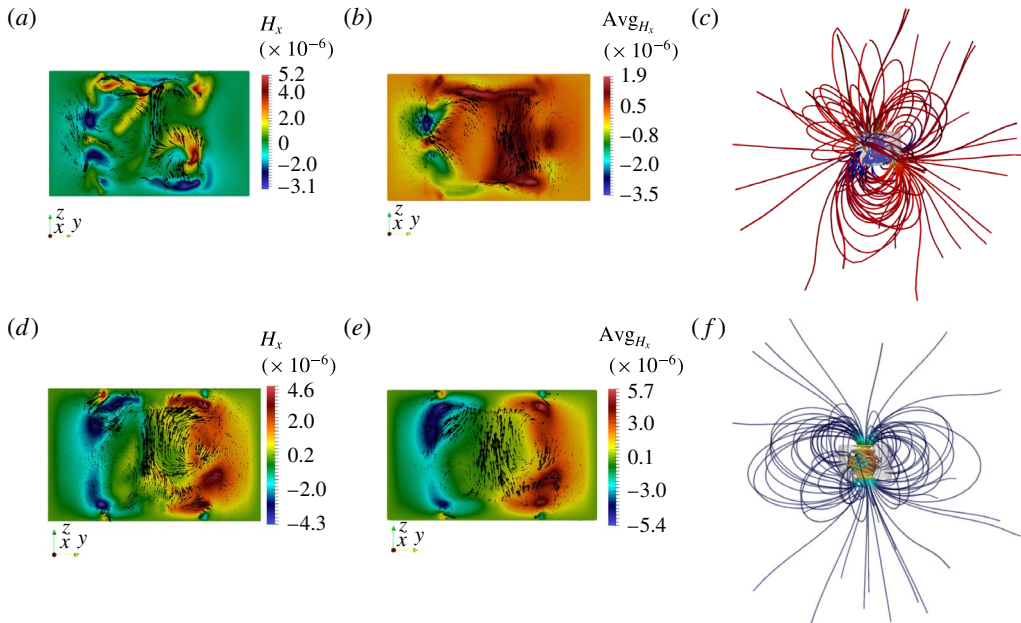 (a)
H_x
(× 10⁻⁶)
5.2
4.0
2.0
0
−2.0
−3.1
z
x y
(b)
Avg_{H_x}
(× 10⁻⁶)
1.9
0.5
−0.8
−2.0
−3.5
z
x y
(c)
(d)
H_x
(× 10⁻⁶)
4.6
2.0
0.2
−2.0
−4.3
z
x y
(e)
Avg_{H_x}
(× 10⁻⁶)
5.7
3.0
0.1
−3.0
−5.4
z
x y
(f)